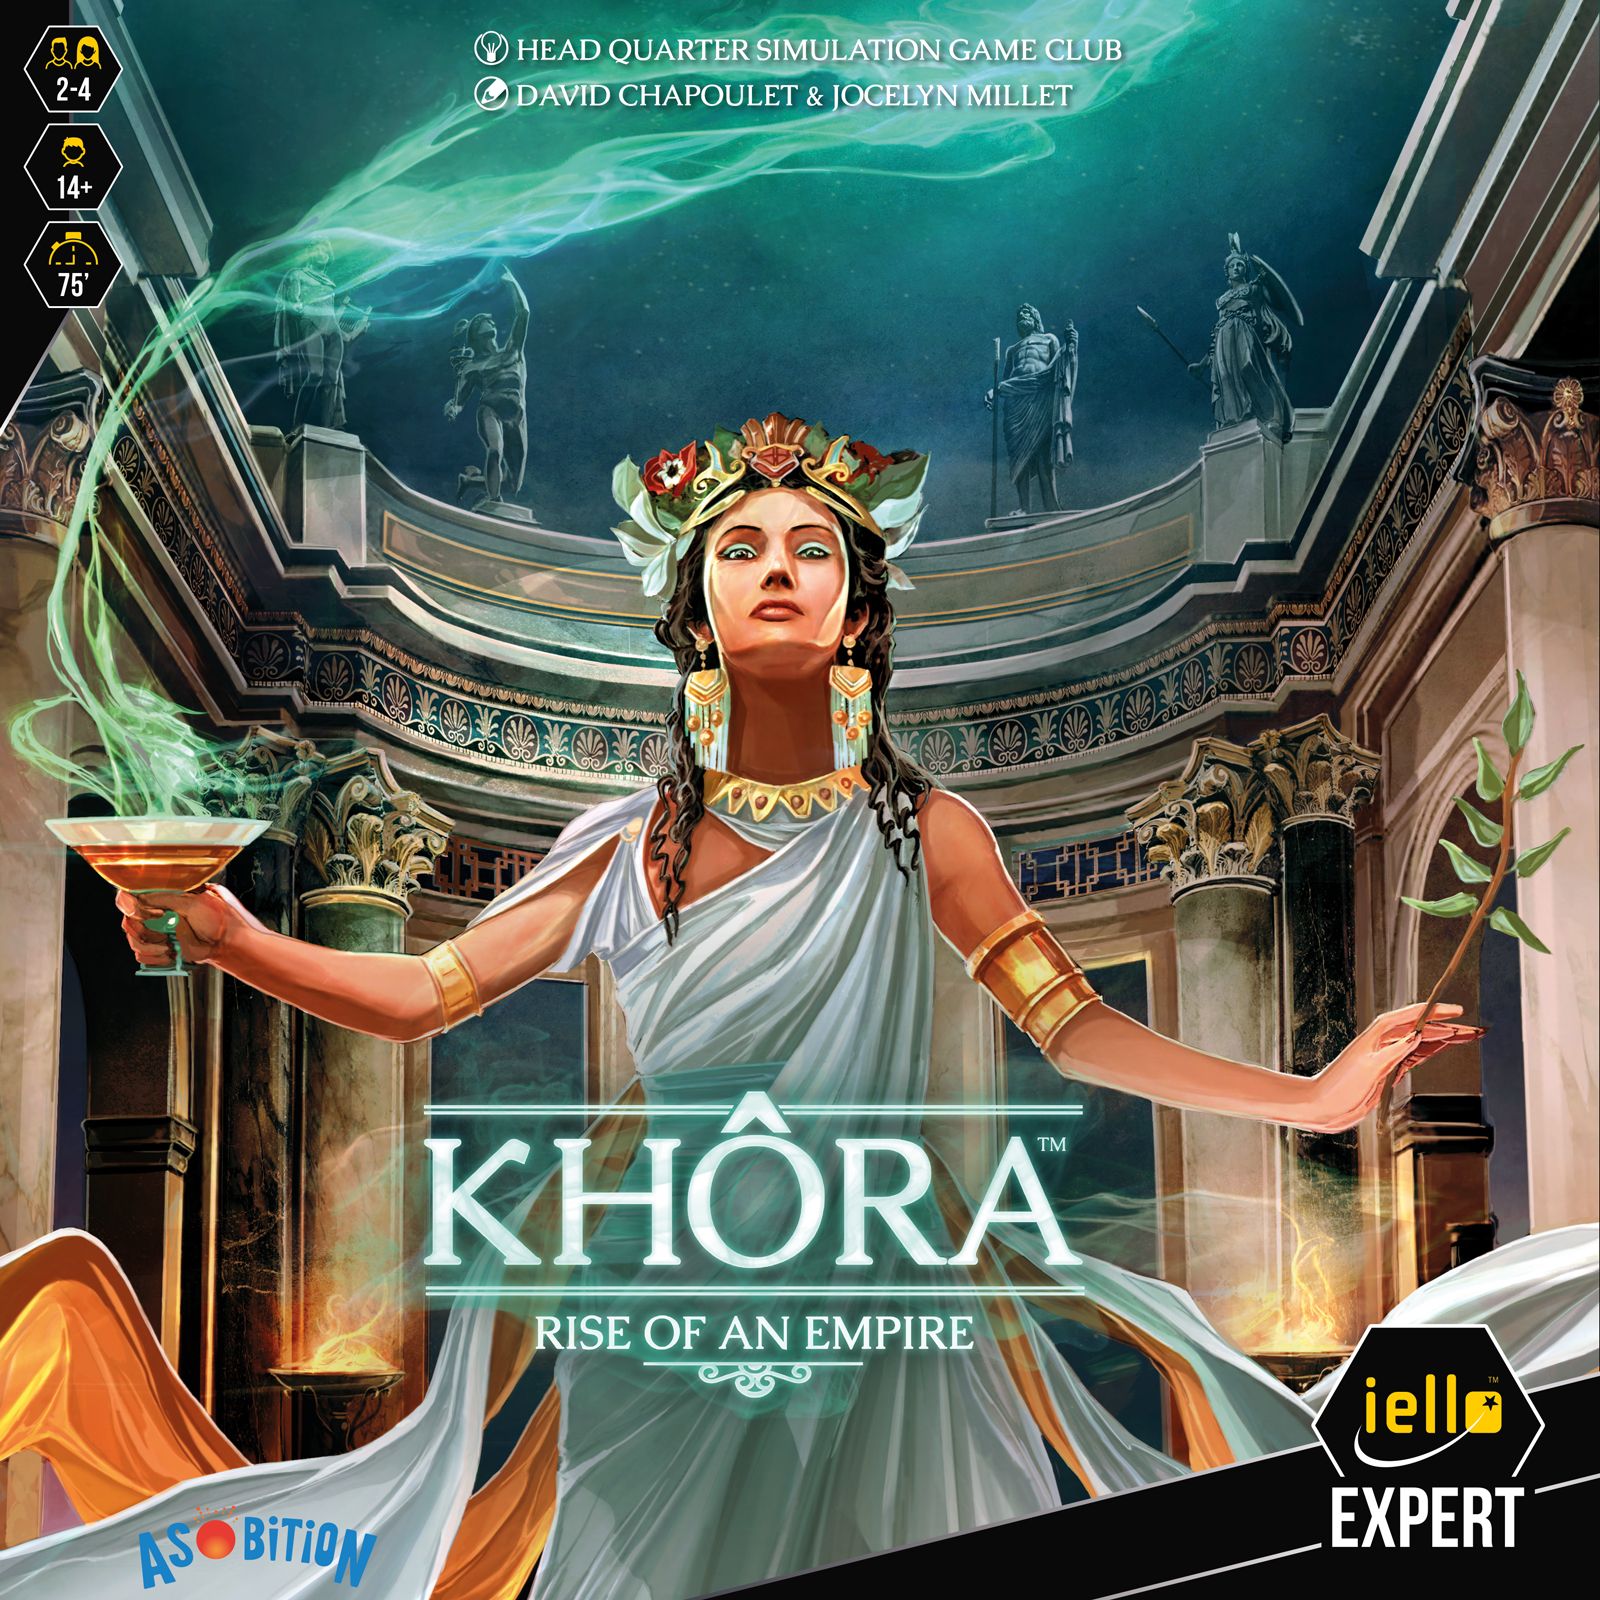 2-4
14+
75'
HEAD QUARTER SIMULATION GAME CLUB
DAVID CHAPOULET & JOCELYN MILLET
KHÔRA™
RISE OF AN EMPIRE
iello™
EXPERT
ASOBITION